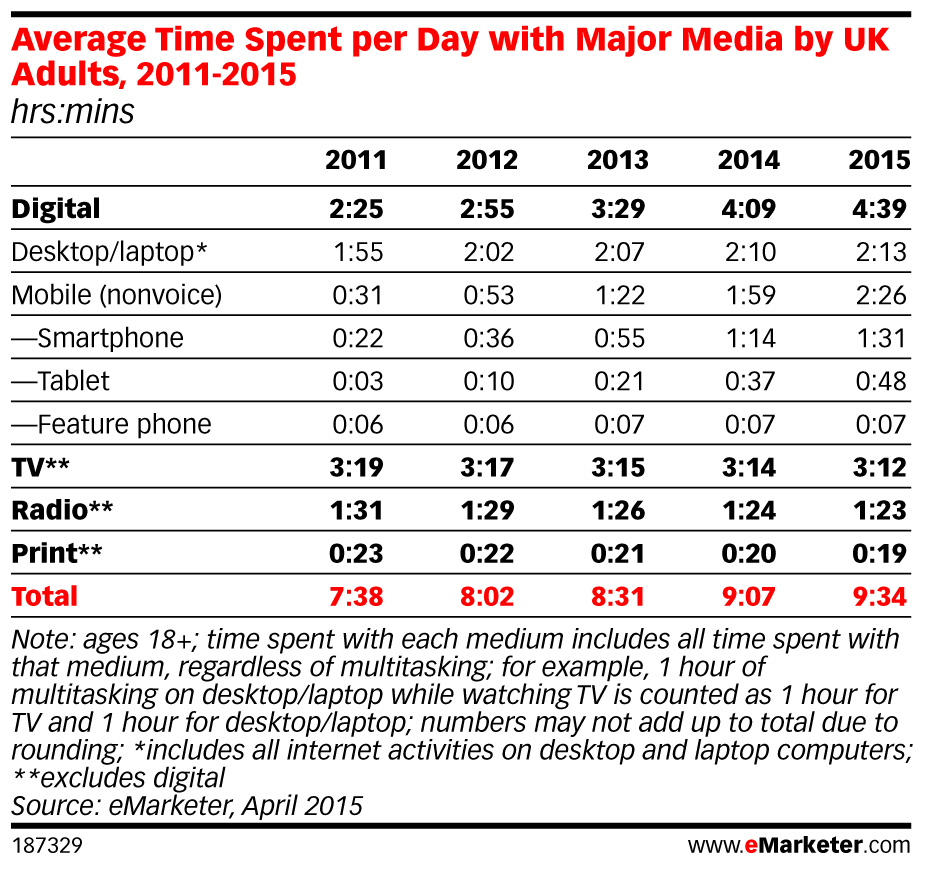 Average Time Spent per Day with Major Media by UK
Adults, 2011-2015
hrs:mins
2011 2012 2013 2014 2015
Digital 2:25 2:55 3:29 4:09 4:39
Desktop/laptop* 1:55 2:02 2:07 2:10 2:13
Mobile (nonvoice) 0:31 0:53 1:22 1:59 2:26
—Smartphone 0:22 0:36 0:55 1:14 1:31
—Tablet 0:03 0:10 0:21 0:37 0:48
—Feature phone 0:06 0:06 0:07 0:07 0:07
TV** 3:19 3:17 3:15 3:14 3:12
Radio** 1:31 1:29 1:26 1:24 1:23
Print** 0:23 0:22 0:21 0:20 0:19
Total 7:38 8:02 8:31 9:07 9:34
Note: ages 18+; time spent with each medium includes all time spent with
that medium, regardless of multitasking; for example, 1 hour of
multitasking on desktop/laptop while watching TV is counted as 1 hour for
TV and 1 hour for desktop/laptop; numbers may not add up to total due to
rounding; *includes all internet activities on desktop and laptop computers;
**excludes digital
Source: eMarketer, April 2015
187329 www.eMarketer.com